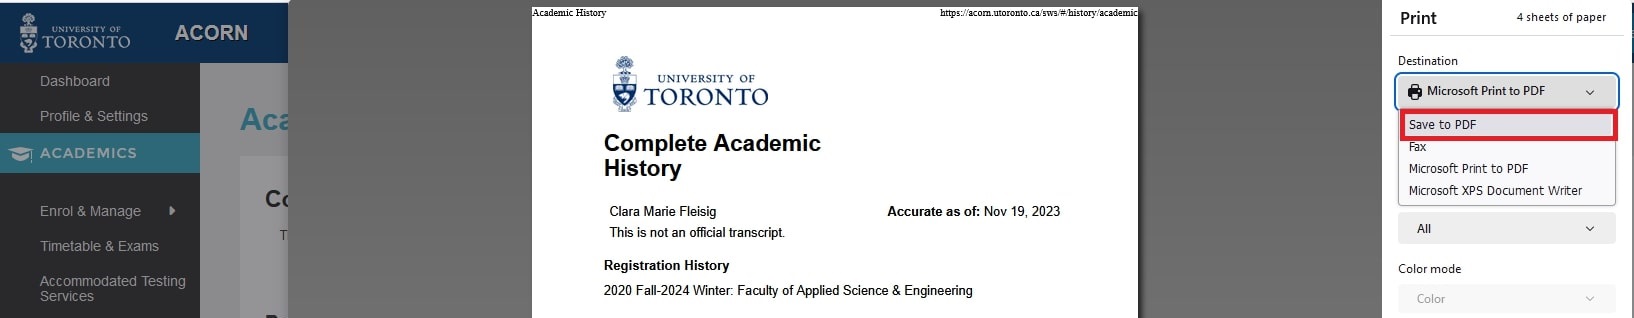 UNIVERSITY OF
TORONTO
ACORN
Dashboard
Profile & Settings
ACADEMICS
Enrol & Manage
Timetable & Exams
Accommodated Testing
Services
Aca
Co
T
Academic History
https://acorn.utoronto.ca/sws/#/history/academic
UNIVERSITY OF
TORONTO
Complete Academic
History
Clara Marie Fleisig
Accurate as of: Nov 19, 2023
This is not an official transcript.
Registration History
2020 Fall-2024 Winter: Faculty of Applied Science & Engineering
Print
4 sheets of paper
Destination
Microsoft Print to PDF
Save to PDF
Fax
Microsoft Print to PDF
Microsoft XPS Document Writer
All
Color mode
Color